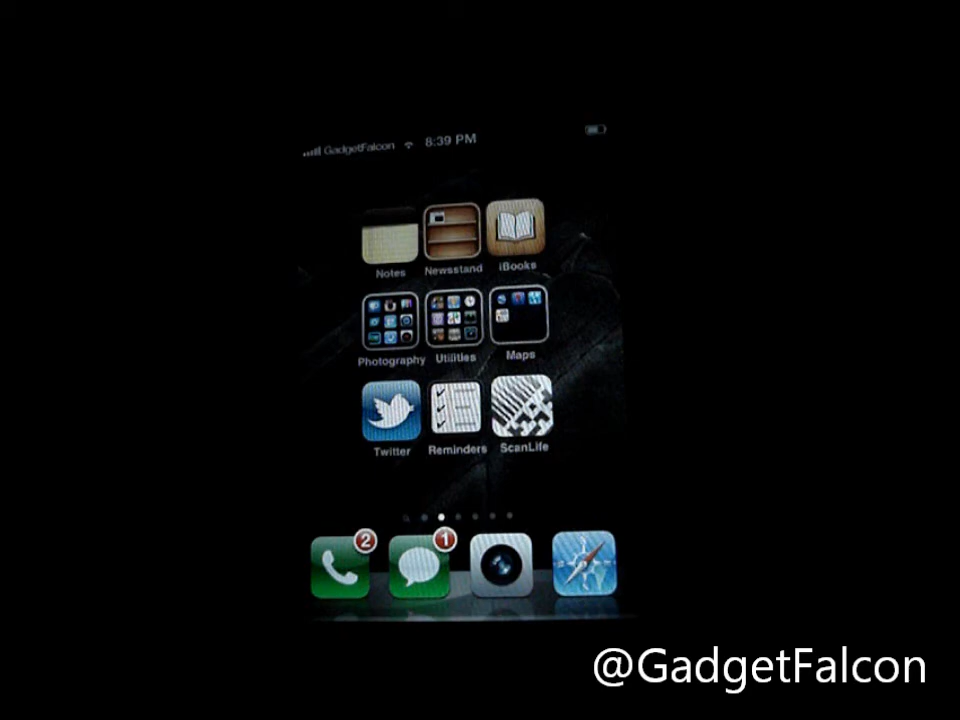 GadgetFalcon 8:39 PM
Notes Newsstand iBooks
Photography Utilities Maps
Twitter Reminders ScanLife
2 1
@GadgetFalcon